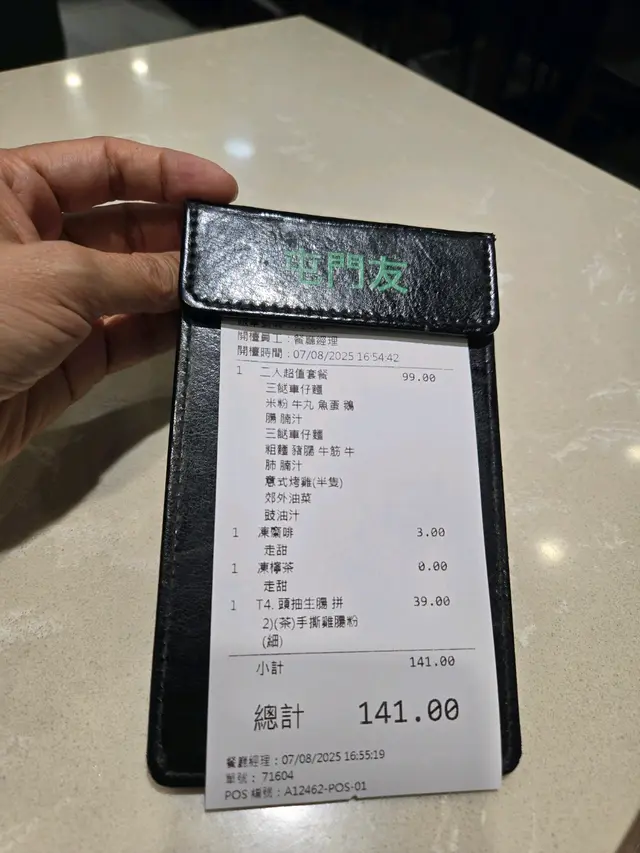 屯門友
開檯員工：餐廳經理
開檯時間：07/08/2025 16:54:42
1 二人超值套餐 99.00
三餸車仔麵
米粉 牛丸 魚蛋 鵝
腸 腩汁
三餸車仔麵
粗麵 豬腸 牛筋 牛
肺 腩汁
意式烤雞(半隻)
郊外油菜
豉油汁
1 凍齋啡 3.00
走甜
1 凍檸茶 0.00
走甜
1 T4. 頭抽生腸 拼 39.00
2)(茶)手撕雞腸粉
(細)
小計 141.00
總計 141.00
餐廳經理：07/08/2025 16:55:19
單號： 71604
POS 編號：A12462-POS-01